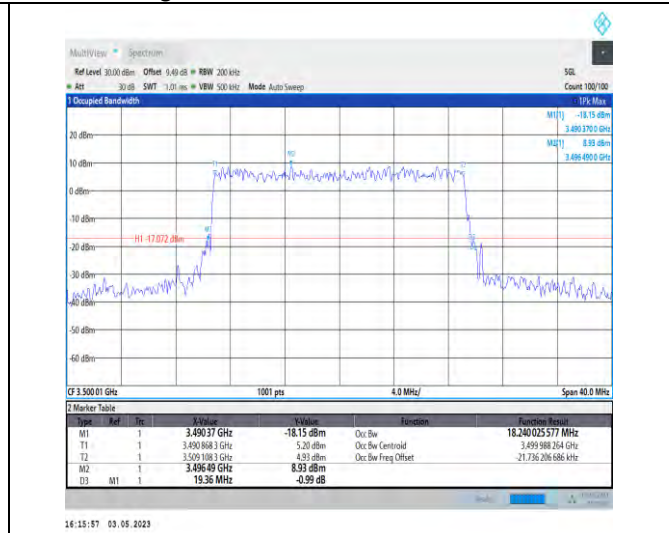 MultiView Spectrum
Ref Level 30.00 dBm Offset 9.49 dB RBW 200 kHz SGL
Att 30 dB SWT 1.01 ms VBW 500 kHz Mode Auto Sweep Count 100/100
1 Occupied Bandwidth 1Pk Max
M1[1] -18.15 dBm
3.490 370 0 GHz
M2[1] 8.93 dBm
3.496 490 0 GHz
20 dBm
M2
10 dBm
T1
0 dBm
-10 dBm
M1
H1 -17.072 dBm
-20 dBm
-30 dBm
-40 dBm
-50 dBm
-60 dBm
CF 3.500 01 GHz 1001 pts 4.0 MHz/ Span 40.0 MHz
2 Marker Table
Type Ref Trc X-Value Y-Value Function Function Result
M1 1 3.490 37 GHz -18.15 dBm Occ Bw 18.240 025 577 MHz
T1 1 3.490 868 3 GHz 5.20 dBm Occ Bw Centroid 3.499 988 264 GHz
T2 1 3.509 108 3 GHz 4.93 dBm Occ Bw Freq Offset -21.736 206 686 kHz
M2 1 3.496 49 GHz 8.93 dBm
D3 M1 1 19.36 MHz -0.99 dB
16:15:57 03.05.2023